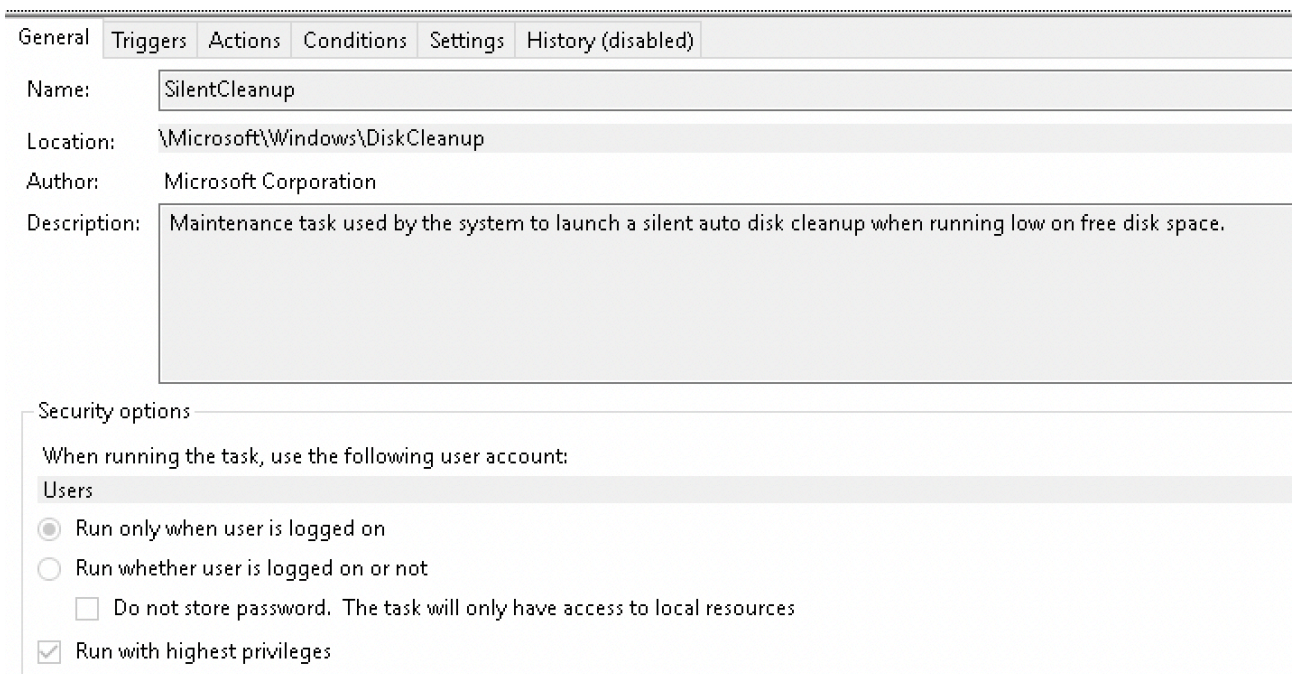 General Triggers Actions Conditions Settings History (disabled)
Name: SilentCleanup
Location: \Microsoft\Windows\DiskCleanup
Author: Microsoft Corporation
Description: Maintenance task used by the system to launch a silent auto disk cleanup when running low on free disk space.
Security options
When running the task, use the following user account:
Users
Run only when user is logged on
Run whether user is logged on or not
Do not store password. The task will only have access to local resources
Run with highest privileges